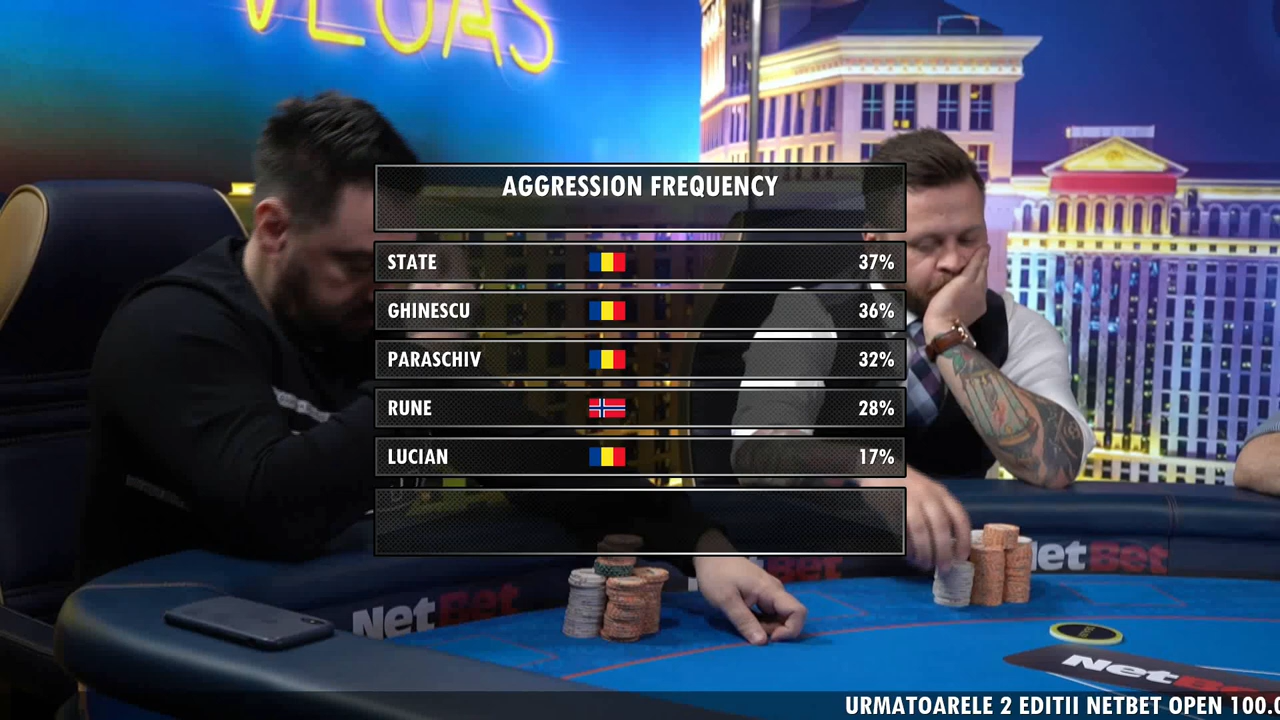 VEGAS
AGGRESSION FREQUENCY
STATE 37%
GHINESCU 36%
PARASCHIV 32%
RUNE 28%
LUCIAN 17%
NetBet
NetBet
NetBet
URMATOARELE 2 EDITII NETBET OPEN 100.0